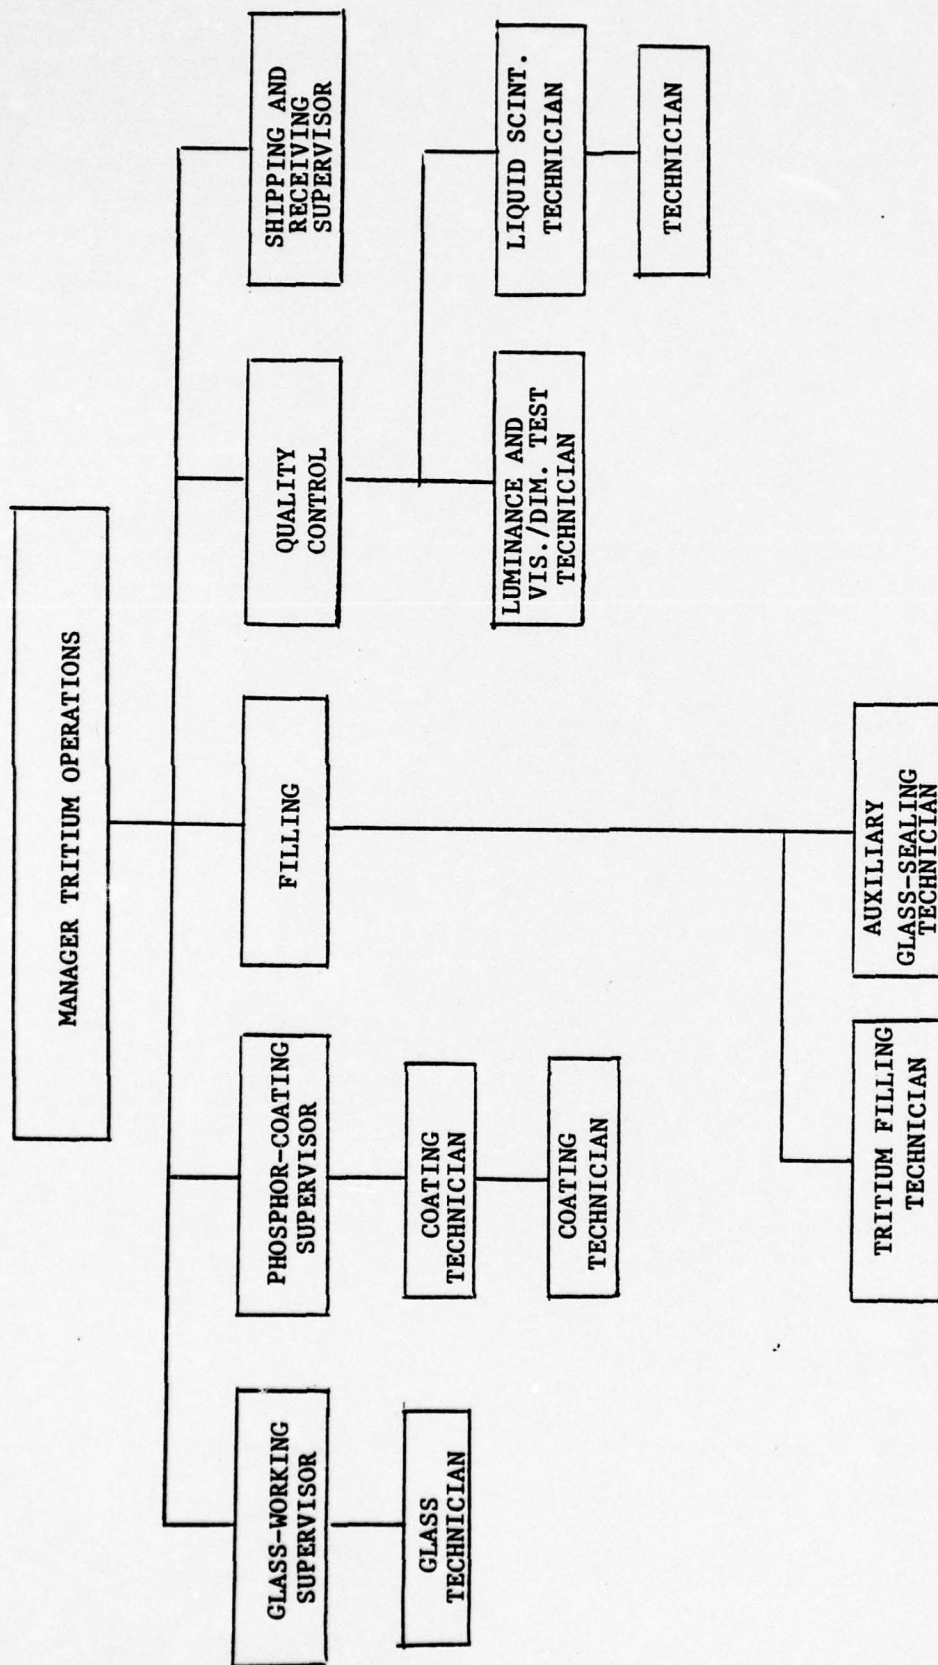 MANAGER TRITIUM OPERATIONS
GLASS-WORKING
SUPERVISOR
PHOSPHOR-COATING
SUPERVISOR
FILLING
QUALITY
CONTROL
SHIPPING AND
RECEIVING
SUPERVISOR
GLASS
TECHNICIAN
COATING
TECHNICIAN
COATING
TECHNICIAN
LUMINANCE AND
VIS./DIM. TEST
TECHNICIAN
LIQUID SCINT.
TECHNICIAN
TECHNICIAN
TRITIUM FILLING
TECHNICIAN
AUXILIARY
GLASS-SEALING
TECHNICIAN